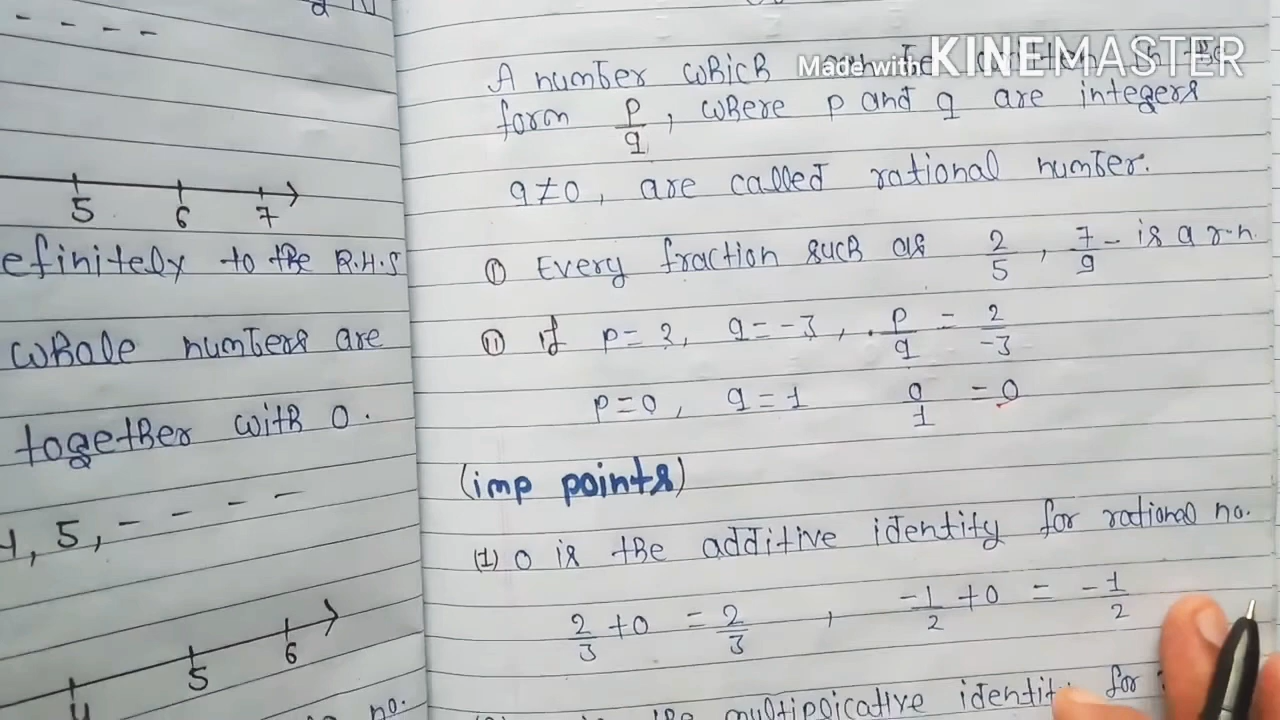 - - - -
5 6 7
efinitely to the R.H.S
whole numbers are
together with 0.
4, 5, - - - -
4 5 6
no.
A number which
Made with KINEMASTER
form p/q, where p and q are integers
q≠0, are called rational number.
(i) Every fraction such as 2/5, 7/9 - is a r.n.
(ii) if p = 2, q = -3, p/q = 2/-3
p=0, q=1 0/1 = 0
(imp points)
(1) 0 is the additive identity for rational no.
2/3 +0 = 2/3 , -1/2 +0 = -1/2
the multiplicative identity for